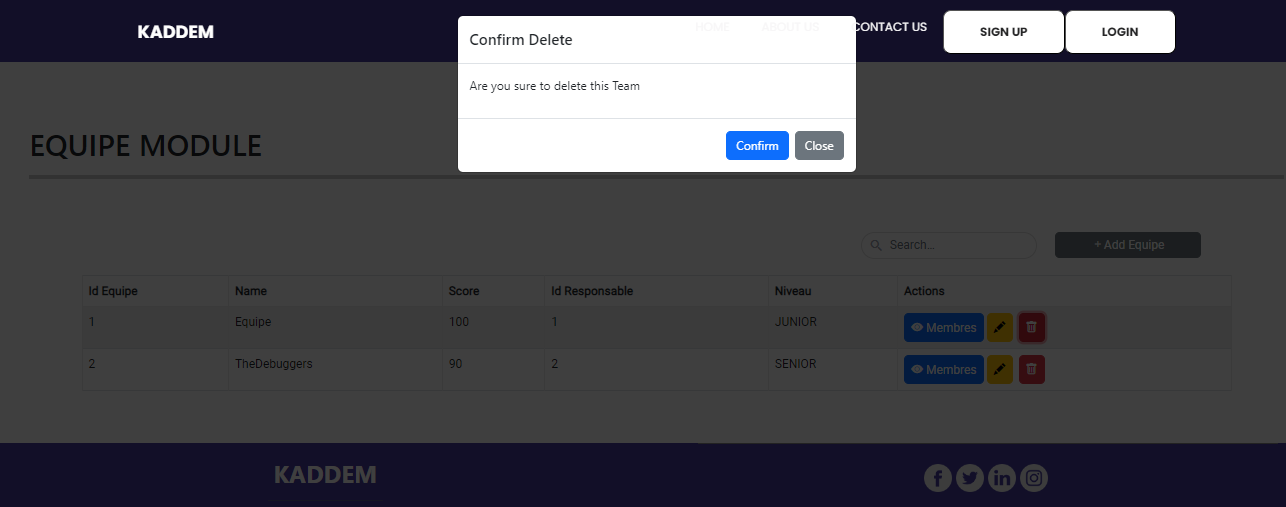 KADDEM
HOME ABOUT US CONTACT US SIGN UP LOGIN
Confirm Delete
Are you sure to delete this Team
Confirm Close
EQUIPE MODULE
Search... + Add Equipe
Id Equipe Name Score Id Responsable Niveau Actions
1 Equipe 100 1 JUNIOR Membres
2 TheDebuggers 90 2 SENIOR Membres
KADDEM